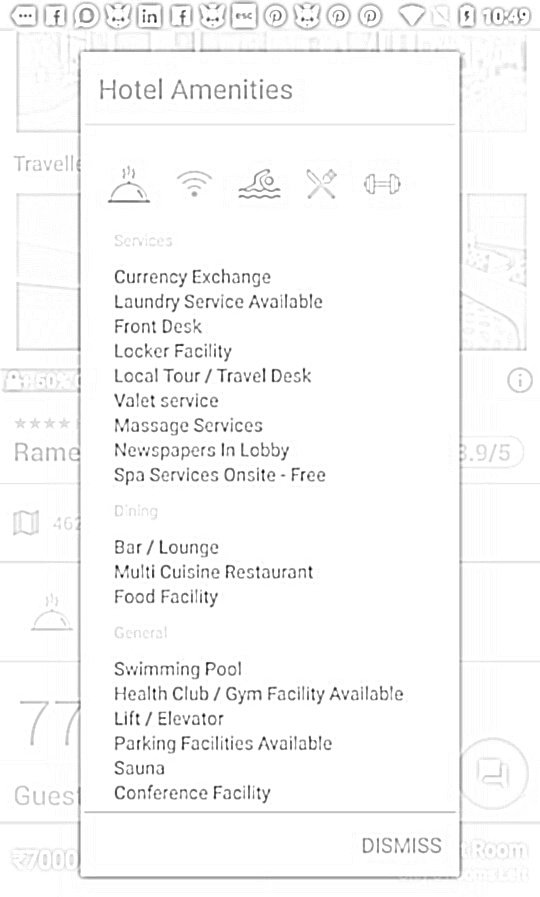 10:49
Hotel Amenities
Travelle
Services
Currency Exchange
Laundry Service Available
Front Desk
Locker Facility
Local Tour / Travel Desk
Valet service
Massage Services
Newspapers In Lobby
Spa Services Onsite - Free
Rame
3.9/5
462
Dining
Bar / Lounge
Multi Cuisine Restaurant
Food Facility
General
Swimming Pool
Health Club / Gym Facility Available
Lift / Elevator
Parking Facilities Available
Sauna
Conference Facility
77
Guest
DISMISS
₹7000
t Room